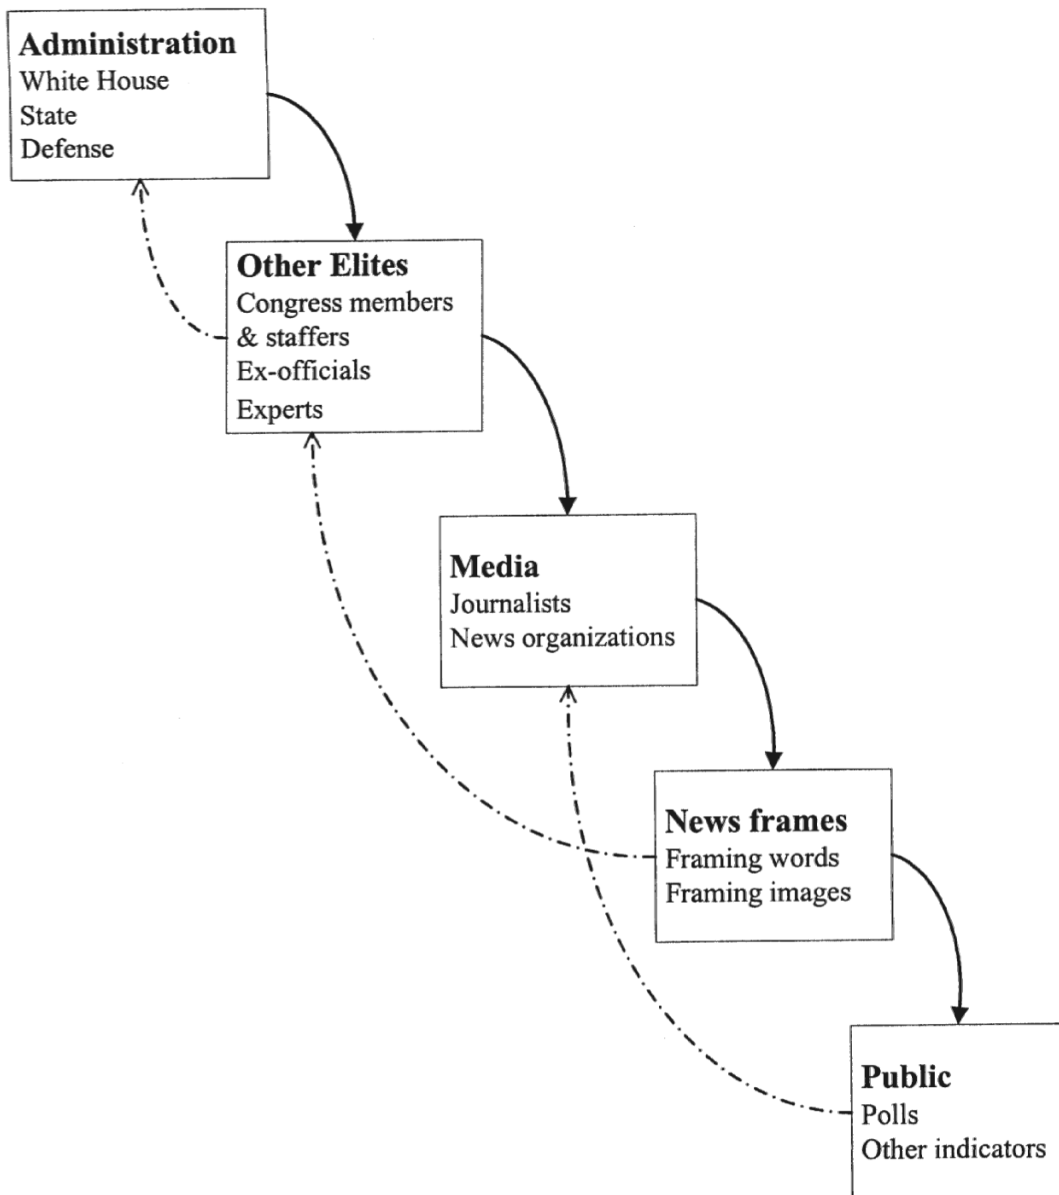 Administration
White House
State
Defense
Other Elites
Congress members
& staffers
Ex-officials
Experts
Media
Journalists
News organizations
News frames
Framing words
Framing images
Public
Polls
Other indicators